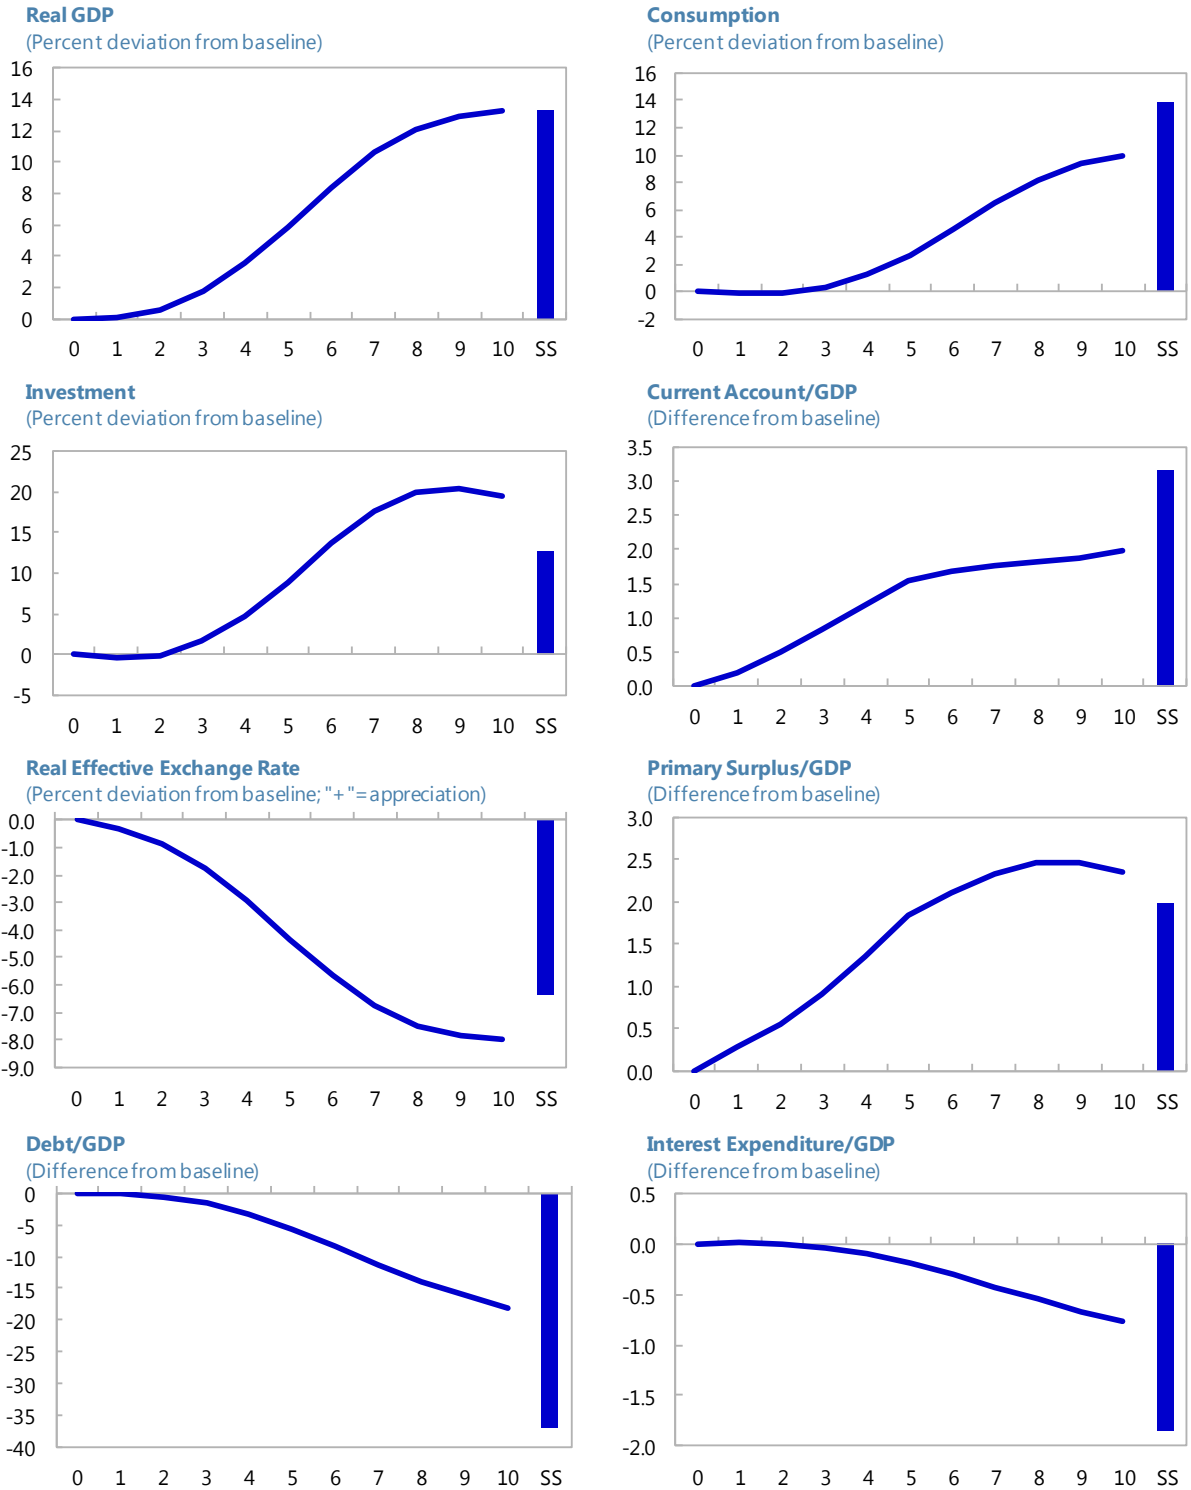 Real GDP
(Percent deviation from baseline)
16
14
12
10
8
6
4
2
0
0 1 2 3 4 5 6 7 8 9 10 SS
Consumption
(Percent deviation from baseline)
16
14
12
10
8
6
4
2
0
-2
0 1 2 3 4 5 6 7 8 9 10 SS
Investment
(Percent deviation from baseline)
25
20
15
10
5
0
-5
0 1 2 3 4 5 6 7 8 9 10 SS
Current Account/GDP
(Difference from baseline)
3.5
3.0
2.5
2.0
1.5
1.0
0.5
0.0
0 1 2 3 4 5 6 7 8 9 10 SS
Real Effective Exchange Rate
(Percent deviation from baseline; "+"=appreciation)
0.0
-1.0
-2.0
-3.0
-4.0
-5.0
-6.0
-7.0
-8.0
-9.0
0 1 2 3 4 5 6 7 8 9 10 SS
Primary Surplus/GDP
(Difference from baseline)
3.0
2.5
2.0
1.5
1.0
0.5
0.0
0 1 2 3 4 5 6 7 8 9 10 SS
Debt/GDP
(Difference from baseline)
0
-5
-10
-15
-20
-25
-30
-35
-40
0 1 2 3 4 5 6 7 8 9 10 SS
Interest Expenditure/GDP
(Difference from baseline)
0.5
0.0
-0.5
-1.0
-1.5
-2.0
0 1 2 3 4 5 6 7 8 9 10 SS